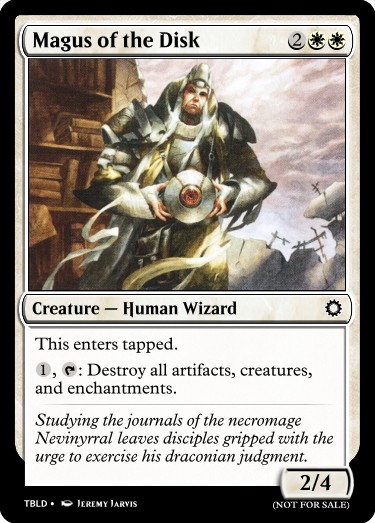 Magus of the Disk 2
This enters tapped.
Creature — Human Wizard
1, : Destroy all artifacts, creatures,
and enchantments.
Studying the journals of the necromage
Nevinyrral leaves disciples gripped with the
urge to exercise his draconian judgment.
2/4
TBLD • Jeremy Jarvis
(NOT FOR SALE)